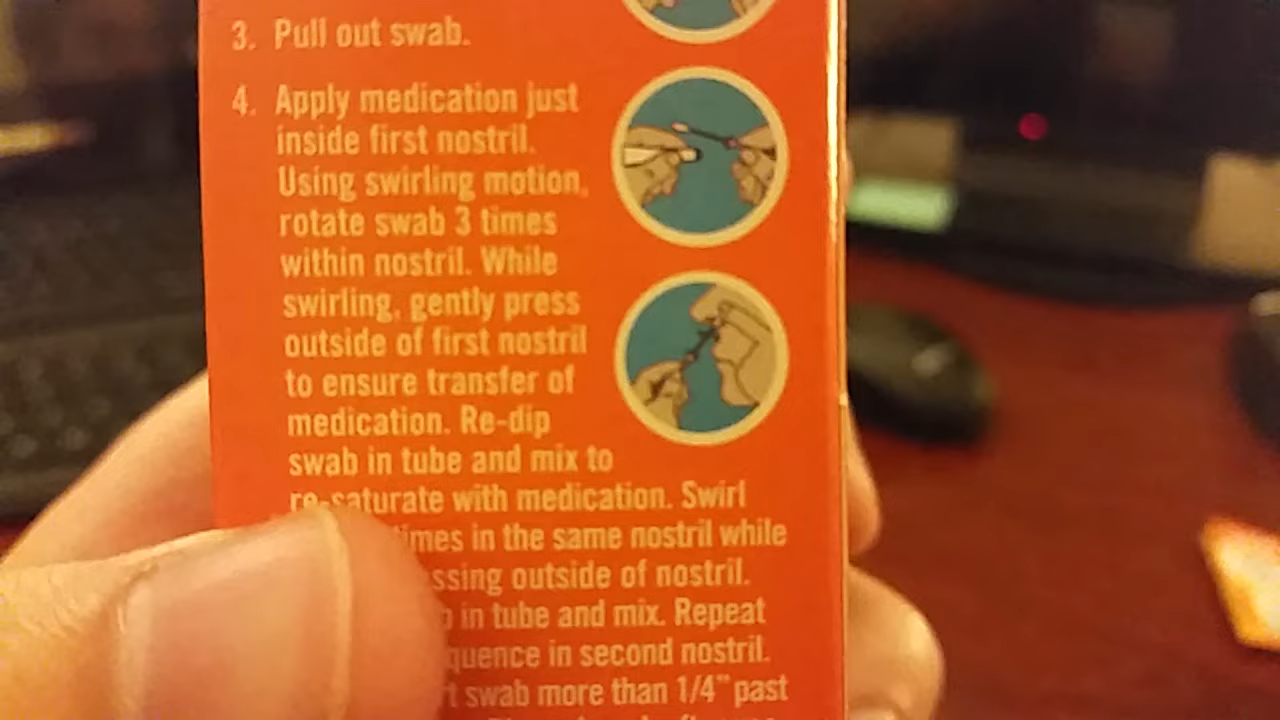 3. Pull out swab.
4. Apply medication just
inside first nostril.
Using swirling motion,
rotate swab 3 times
within nostril. While
swirling, gently press
outside of first nostril
to ensure transfer of
medication. Re-dip
swab in tube and mix to
re-saturate with medication. Swirl
times in the same nostril while
outside of nostril.
in tube and mix. Repeat
in second nostril.
swab more than 1/4" past